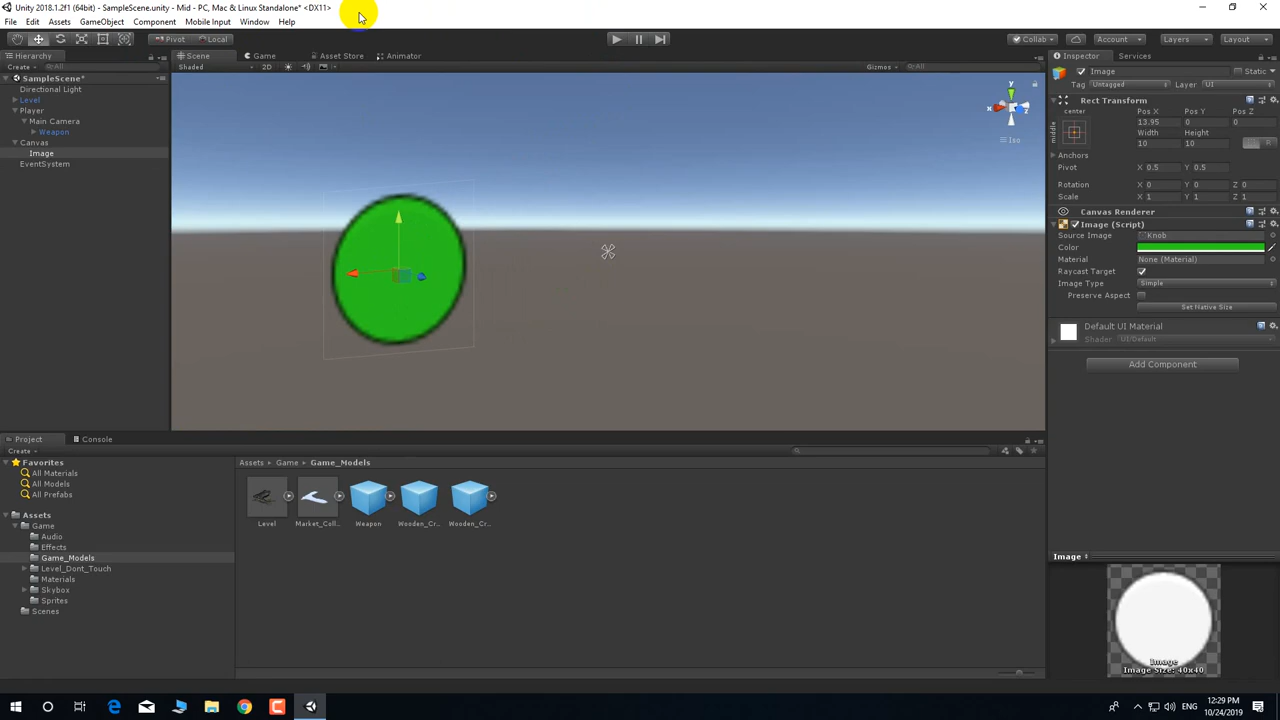 Unity 2018.1.2f1 (64bit) - SampleScene.unity - Mid - PC, Mac & Linux Standalone* <DX11>
File Edit Assets GameObject Component Mobile Input Window Help
Pivot Local Collab Account Layers Layout
Hierarchy Scene Game Asset Store Animator Inspector Services
Create All Shaded 2D Gizmos All
SampleScene*
Directional Light
Level
Player
Main Camera
Weapon
Canvas
Image
EventSystem
y
x
Iso
Image Static
Tag Untagged Layer UI
Rect Transform
center Pos X Pos Y Pos Z
middle 13.95 0 0
Width Height
10 10 R
Anchors
Pivot X 0.5 Y 0.5
Rotation X 0 Y 0 Z 0
Scale X 1 Y 1 Z 1
Canvas Renderer
Image (Script)
Source Image Knob
Color
Material None (Material)
Raycast Target
Image Type Simple
Preserve Aspect
Set Native Size
Default UI Material
Shader UI/Default
Add Component
Project Console
Create
Favorites
All Materials
All Models
All Prefabs
Assets
Game
Audio
Effects
Game_Models
Level_Dont_Touch
Materials
Skybox
Sprites
Scenes
Assets Game Game_Models
Level Market_Coll... Weapon Wooden_Cr... Wooden_Cr...
Image
Image
Image Size: 40x40
ENG 12:29 PM
10/24/2019